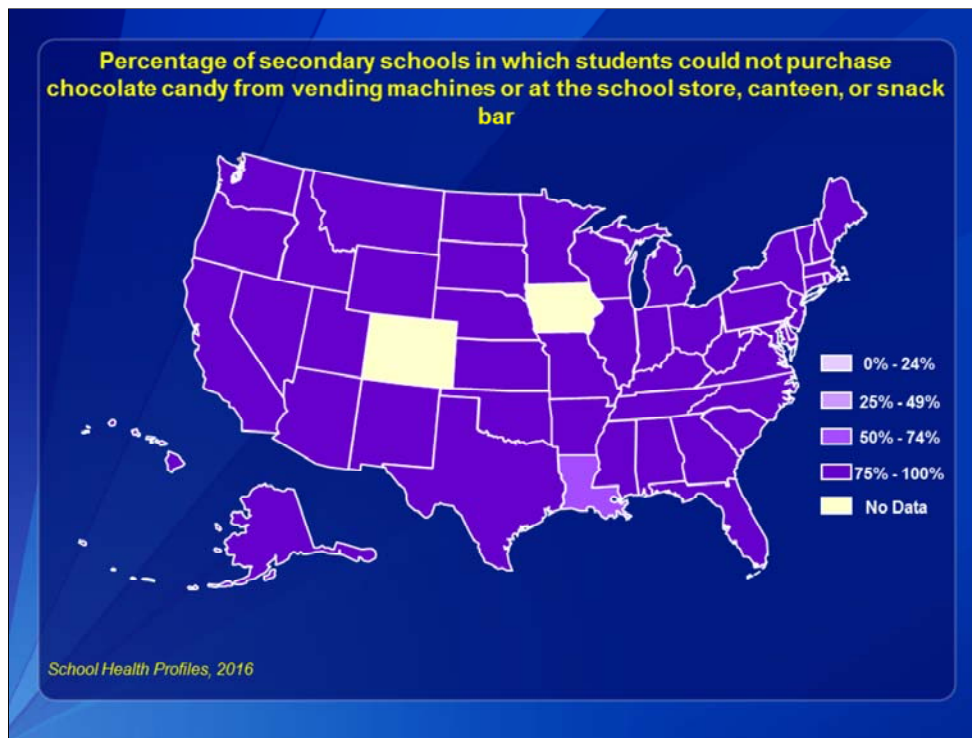 Percentage of secondary schools in which students could not purchase
chocolate candy from vending machines or at the school store, canteen, or snack
bar
0% - 24%
25% - 49%
50% - 74%
75% - 100%
No Data
School Health Profiles, 2016